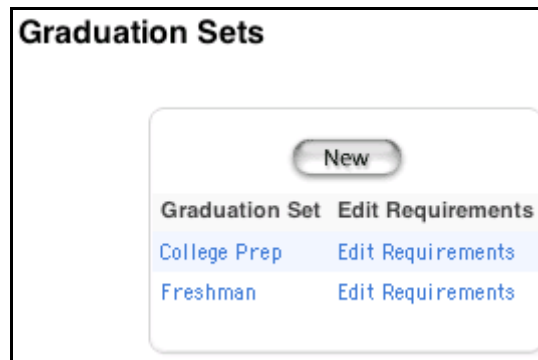 Graduation Sets
New
Graduation Set Edit Requirements
College Prep Edit Requirements
Freshman Edit Requirements